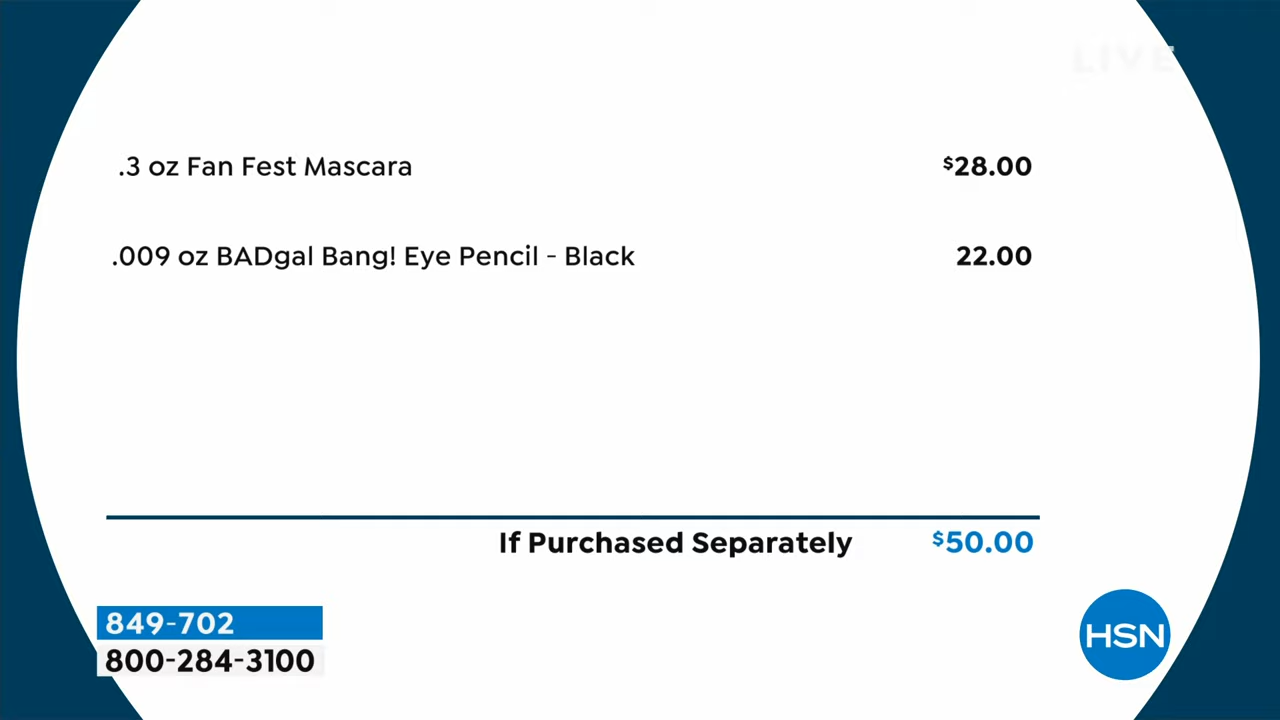 LIVE
.3 oz Fan Fest Mascara $28.00
.009 oz BADgal Bang! Eye Pencil - Black 22.00
If Purchased Separately $50.00
849-702
800-284-3100
HSN